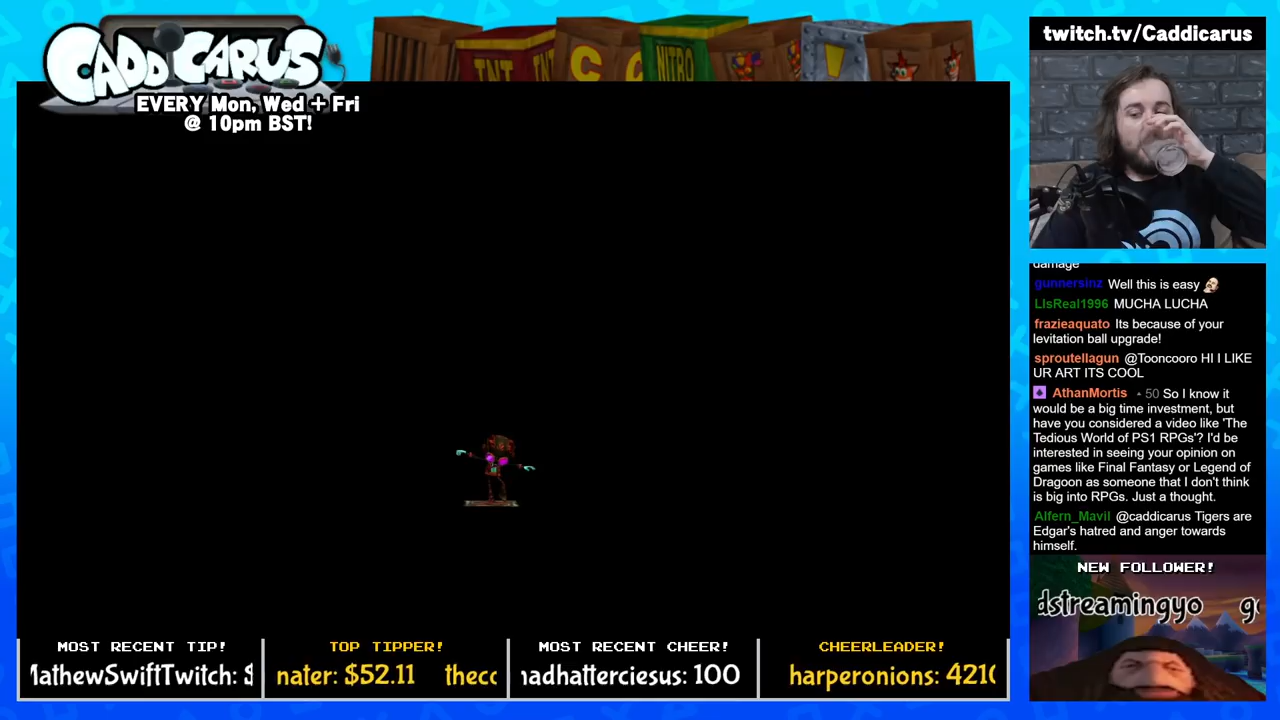 CADDICARUS
EVERY Mon, Wed + Fri
@ 10pm BST!
TNT
C
NITRO
twitch.tv/Caddicarus
damage
gunnersinz Well this is easy
LIsReal1996 MUCHA LUCHA
frazieaquato Its because of your
levitation ball upgrade!
sproutellagun @Tooncooro HI I LIKE
UR ART ITS COOL
AthanMortis 50 So I know it
would be a big time investment, but
have you considered a video like 'The
Tedious World of PS1 RPGs'? I'd be
interested in seeing your opinion on
games like Final Fantasy or Legend of
Dragoon as someone that I don't think
is big into RPGs. Just a thought.
Alfern_Mavil @caddicarus Tigers are
Edgar's hatred and anger towards
himself.
NEW FOLLOWER!
dstreamingyo g
MOST RECENT TIP!
MathewSwiftTwitch: $
TOP TIPPER!
nater: $52.11 thecc
MOST RECENT CHEER!
nadhatterciesus: 100
CHEERLEADER!
harperonions: 4210